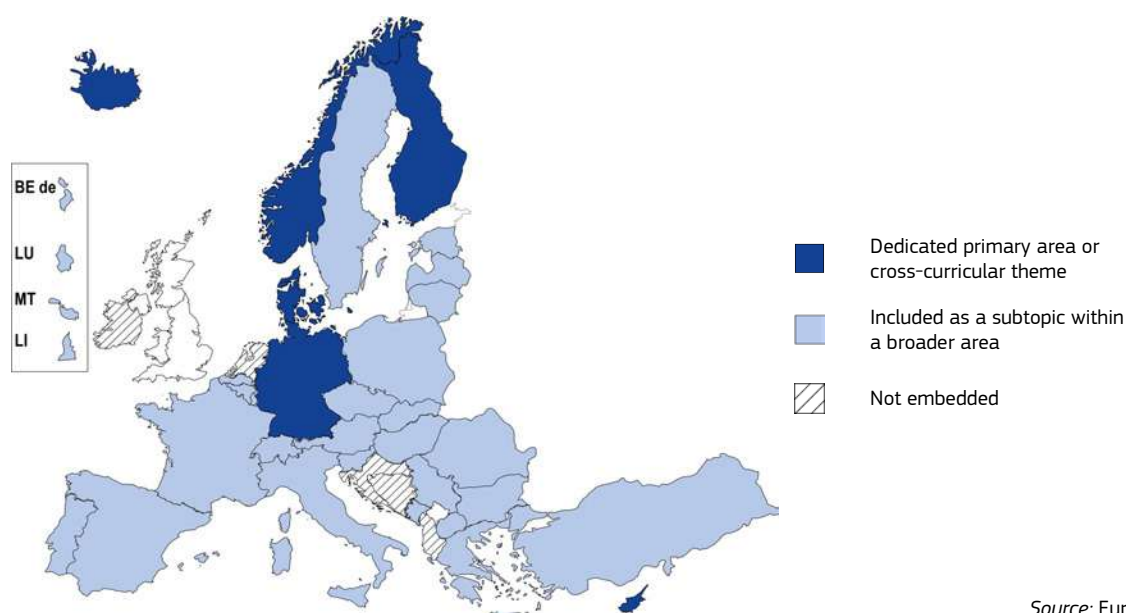 BE de
LU
MT
LI
Dedicated primary area or
cross-curricular theme
Included as a subtopic within
a broader area
Not embedded
Source: